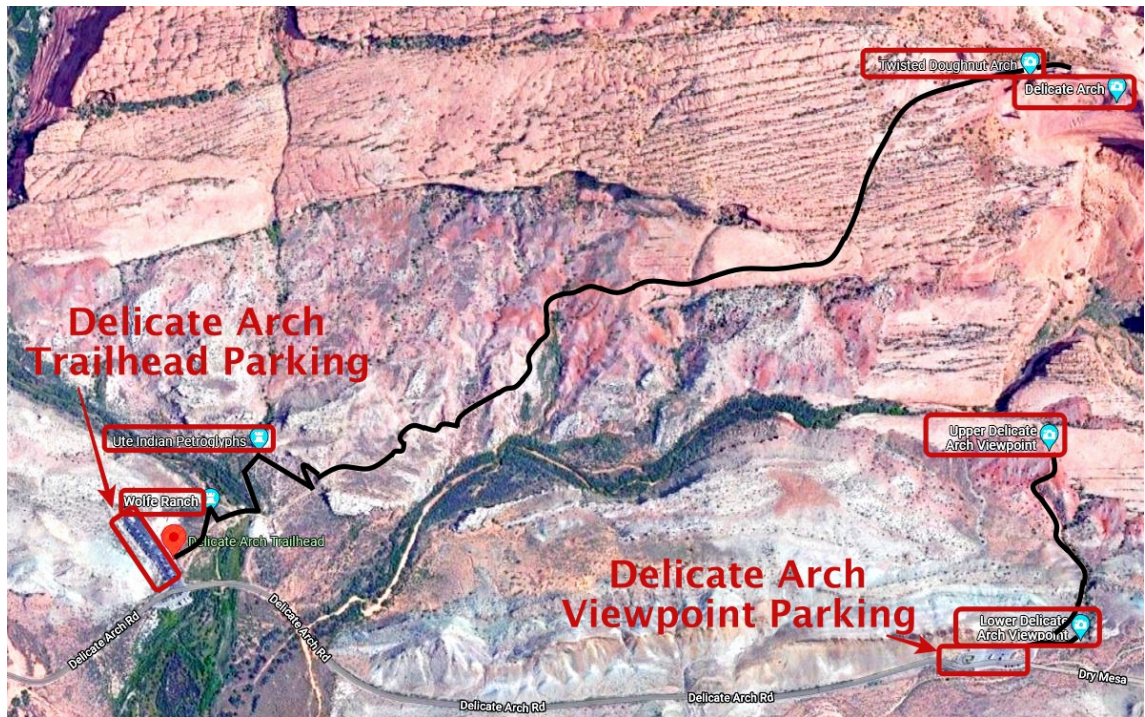 Twisted Doughnut Arch
Delicate Arch
Delicate Arch
Trailhead Parking
Ute Indian Petroglyphs
Upper Delicate
Arch Viewpoint
Wolfe Ranch
Delicate Arch Trailhead
Delicate Arch
Viewpoint Parking
Delicate Arch Rd
Delicate Arch Rd
Lower Delicate
Arch Viewpoint
Dry Mesa
Delicate Arch Rd
Delicate Arch Rd